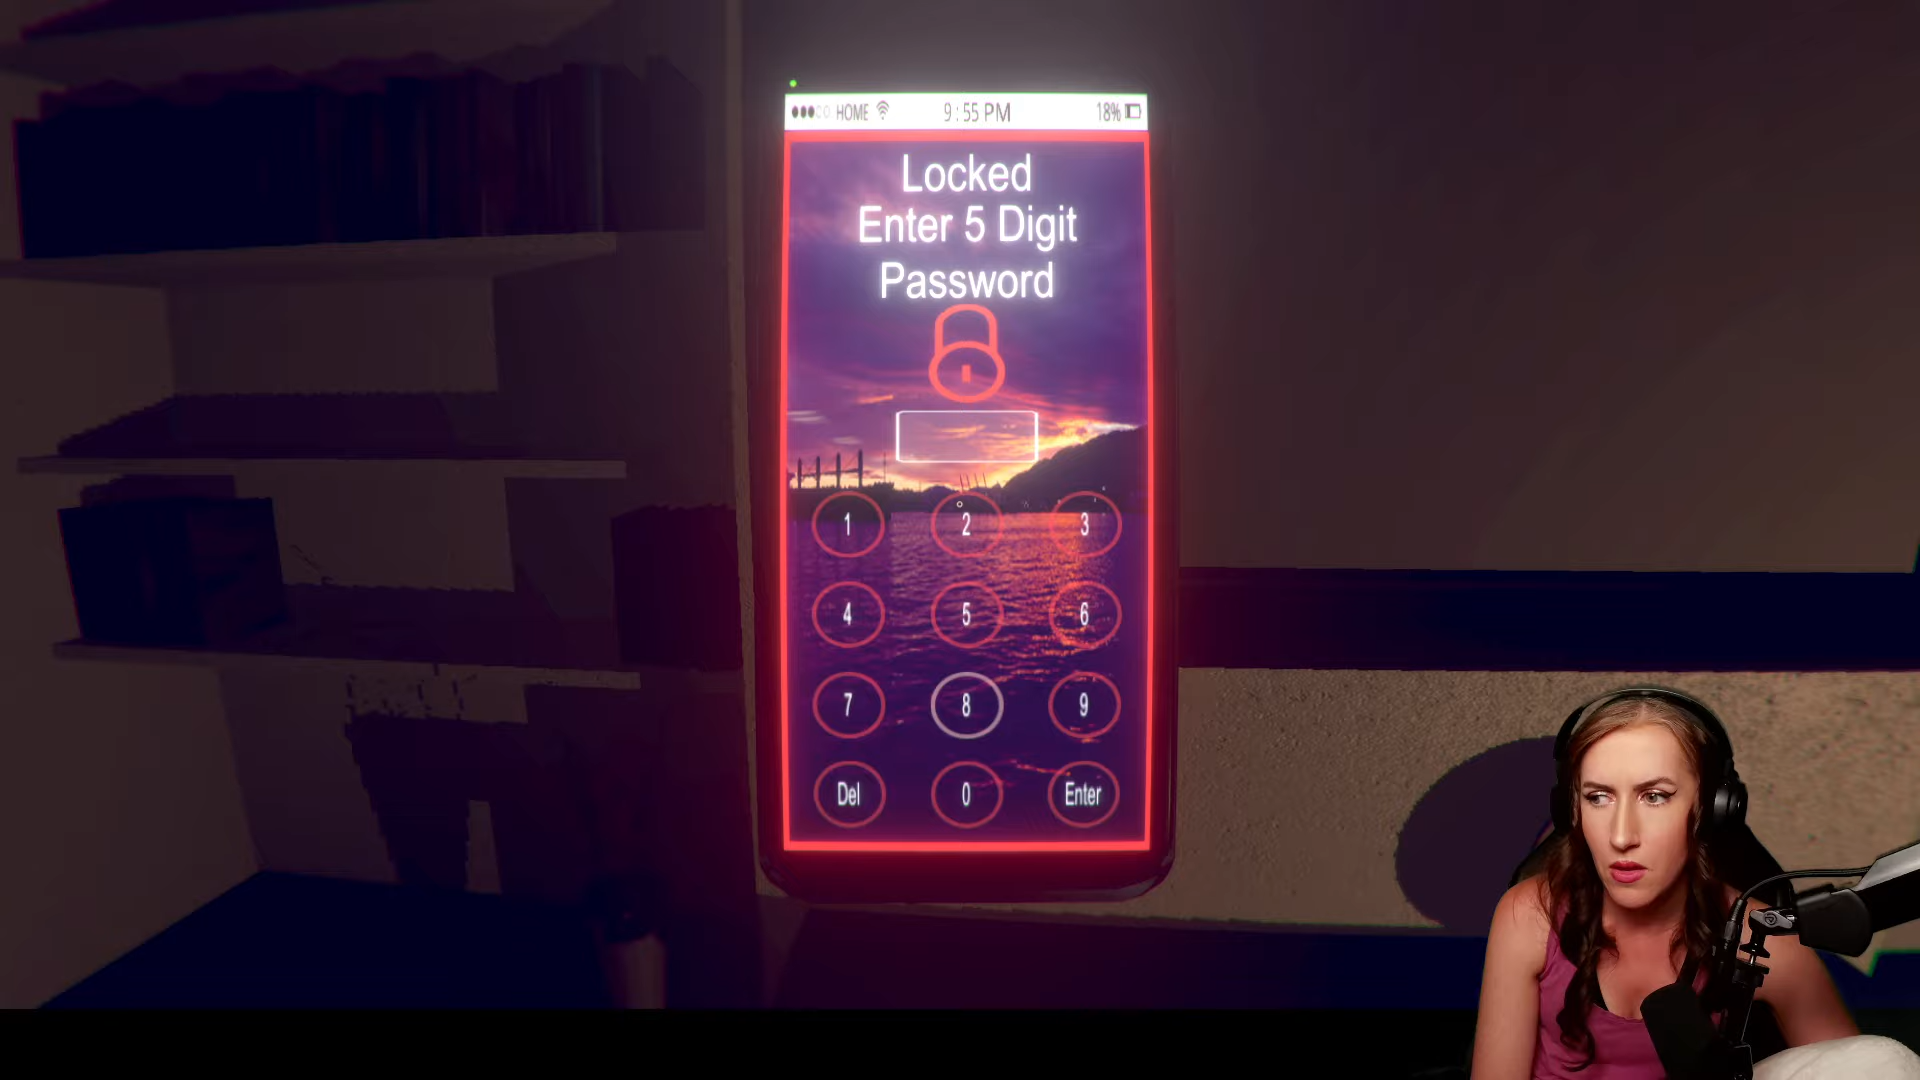 HOME 9:55 PM 18%
Locked
Enter 5 Digit
Password
1 2 3
4 5 6
7 8 9
Del 0 Enter